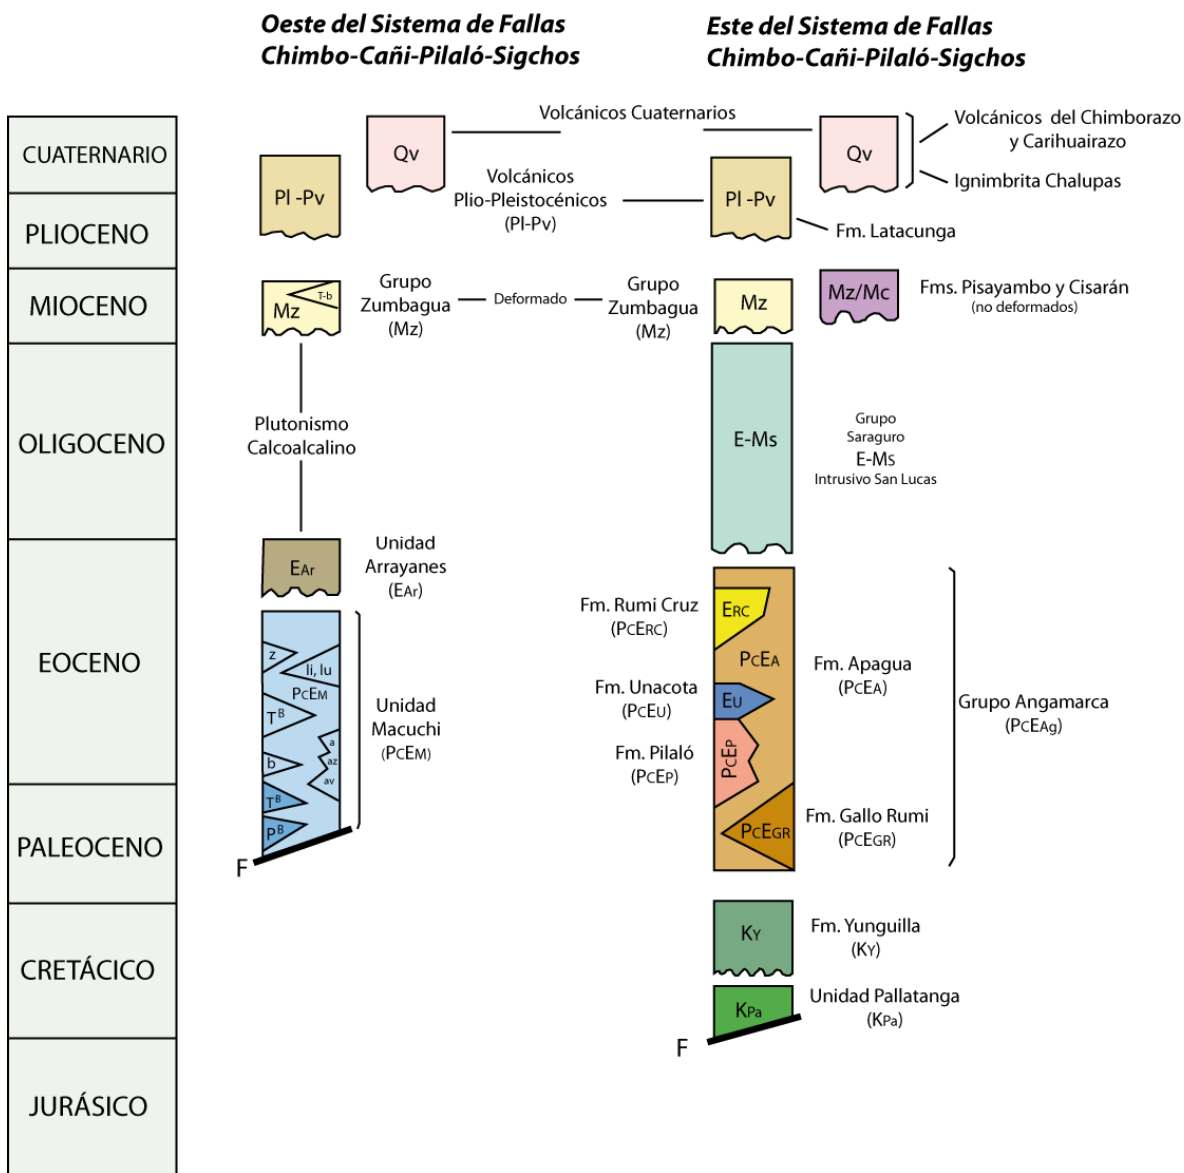 Oeste del Sistema de Fallas
Chimbo-Cañi-Pilaló-Sigchos
Este del Sistema de Fallas
Chimbo-Cañi-Pilaló-Sigchos
CUATERNARIO
PLIOCENO
MIOCENO
OLIGOCENO
EOCENO
PALEOCENO
CRETÁCICO
JURÁSICO
Qv
Volcánicos Cuaternarios
Pl -Pv
Volcánicos
Plio-Pleistocénicos
(Pl-Pv)
T-b
Mz
Grupo
Zumbagua
(Mz)
Deformado
Plutonismo
Calcoalcalino
EAr
Unidad
Arrayanes
(EAr)
z
li, lu
PcEM
T^B
a
az
b
av
T^B
P^B
F
Unidad
Macuchi
(PcEM)
Qv
Volcánicos del Chimborazo
y Carihuairazo
Ignimbrita Chalupas
Pl -Pv
Fm. Latacunga
Grupo
Zumbagua
(Mz)
Mz
Mz/Mc
Fms. Pisayambo y Cisarán
(no deformados)
E-Ms
Grupo
Saraguro
E-Ms
Intrusivo San Lucas
Fm. Rumi Cruz
(PcERC)
ERC
PcEA
Fm. Apagua
(PcEA)
Fm. Unacota
(PcEU)
EU
Fm. Pilaló
(PcEP)
PcEP
PcEGR
Fm. Gallo Rumi
(PcEGR)
Grupo Angamarca
(PcEAg)
KY
Fm. Yunguilla
(KY)
KPa
Unidad Pallatanga
(KPa)
F